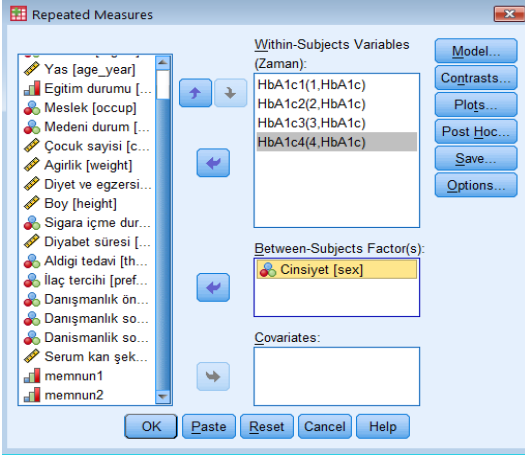 Repeated Measures
Yas [age_year]
Egitim durumu [...
Meslek [occup]
Medeni durum [...
Çocuk sayisi [c...
Agirlik [weight]
Diyet ve egzersi...
Boy [height]
Sigara içme dur...
Diyabet süresi [...
Aldigi tedavi [th...
İlaç tercihi [pref...
Danışmanlık ön...
Danışmanlık so...
Danismanlik so...
Serum kan şek...
memnun1
memnun2
Within-Subjects Variables
(Zaman):
HbA1c1(1,HbA1c)
HbA1c2(2,HbA1c)
HbA1c3(3,HbA1c)
HbA1c4(4,HbA1c)
Between-Subjects Factor(s):
Cinsiyet [sex]
Covariates:
Model...
Contrasts...
Plots...
Post Hoc...
Save...
Options...
OK
Paste
Reset
Cancel
Help